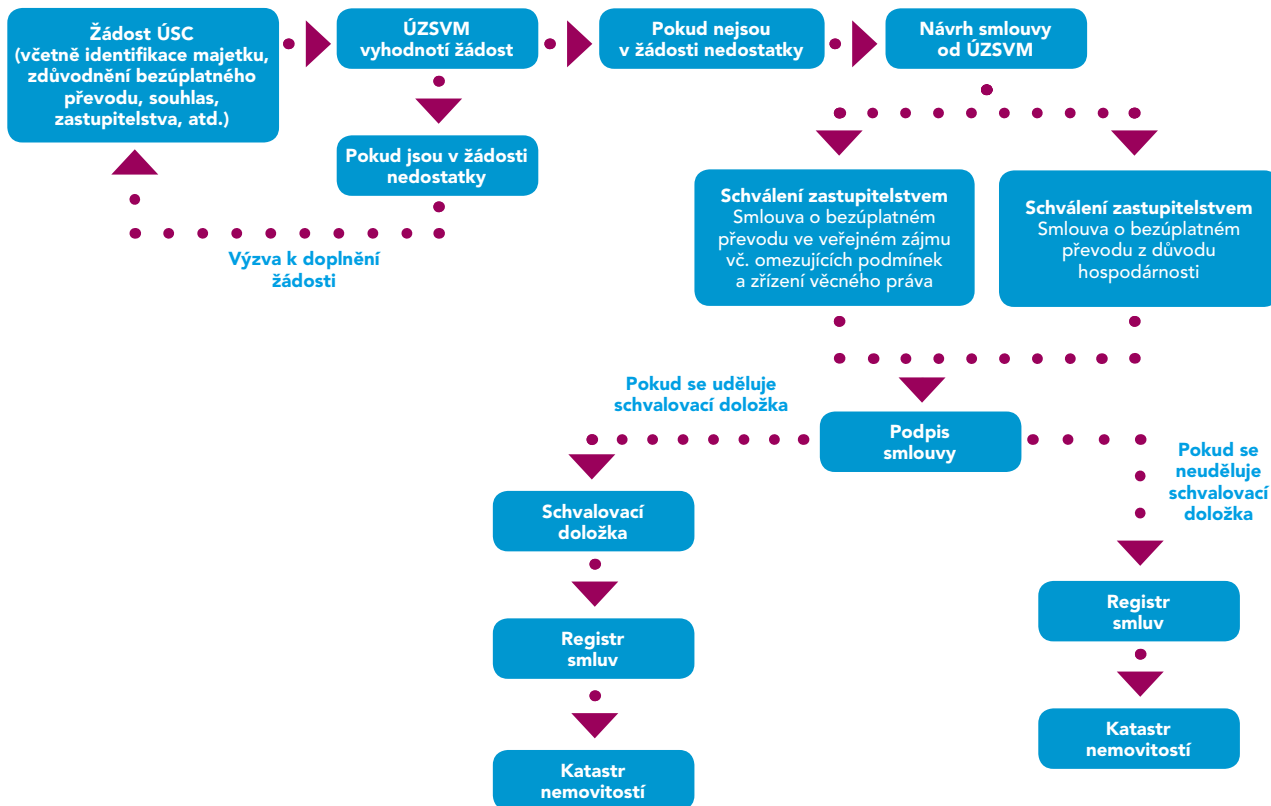 Žádost ÚSC
(včetně identifikace majetku,
zdůvodnění bezúplatného
převodu, souhlas,
zastupitelstva, atd.)
ÚZSVM
vyhodnotí žádost
Pokud nejsou
v žádosti nedostatky
Návrh smlouvy
od ÚZSVM
Pokud jsou v žádosti
nedostatky
Výzva k doplnění
žádosti
Schválení zastupitelstvem
Smlouva o bezúplatném
převodu ve veřejném zájmu
vč. omezujících podmínek
a zřízení věcného práva
Schválení zastupitelstvem
Smlouva o bezúplatném
převodu z důvodu
hospodárnosti
Pokud se uděluje
schvalovací doložka
Podpis
smlouvy
Pokud se
neuděluje
schvalovací
doložka
Schvalovací
doložka
Registr
smluv
Katastr
nemovitostí
Registr
smluv
Katastr
nemovitostí